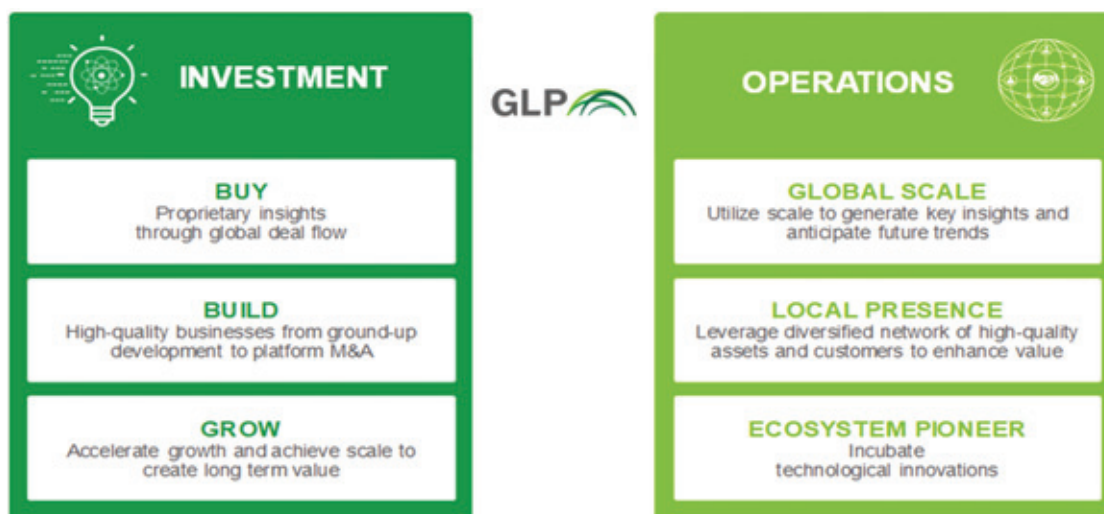 INVESTMENT
BUY
Proprietary insights
through global deal flow
BUILD
High-quality businesses from ground-up
development to platform M&A
GROW
Accelerate growth and achieve scale to
create long term value
GLP
OPERATIONS
GLOBAL SCALE
Utilize scale to generate key insights and
anticipate future trends
LOCAL PRESENCE
Leverage diversified network of high-quality
assets and customers to enhance value
ECOSYSTEM PIONEER
Incubate
technological innovations